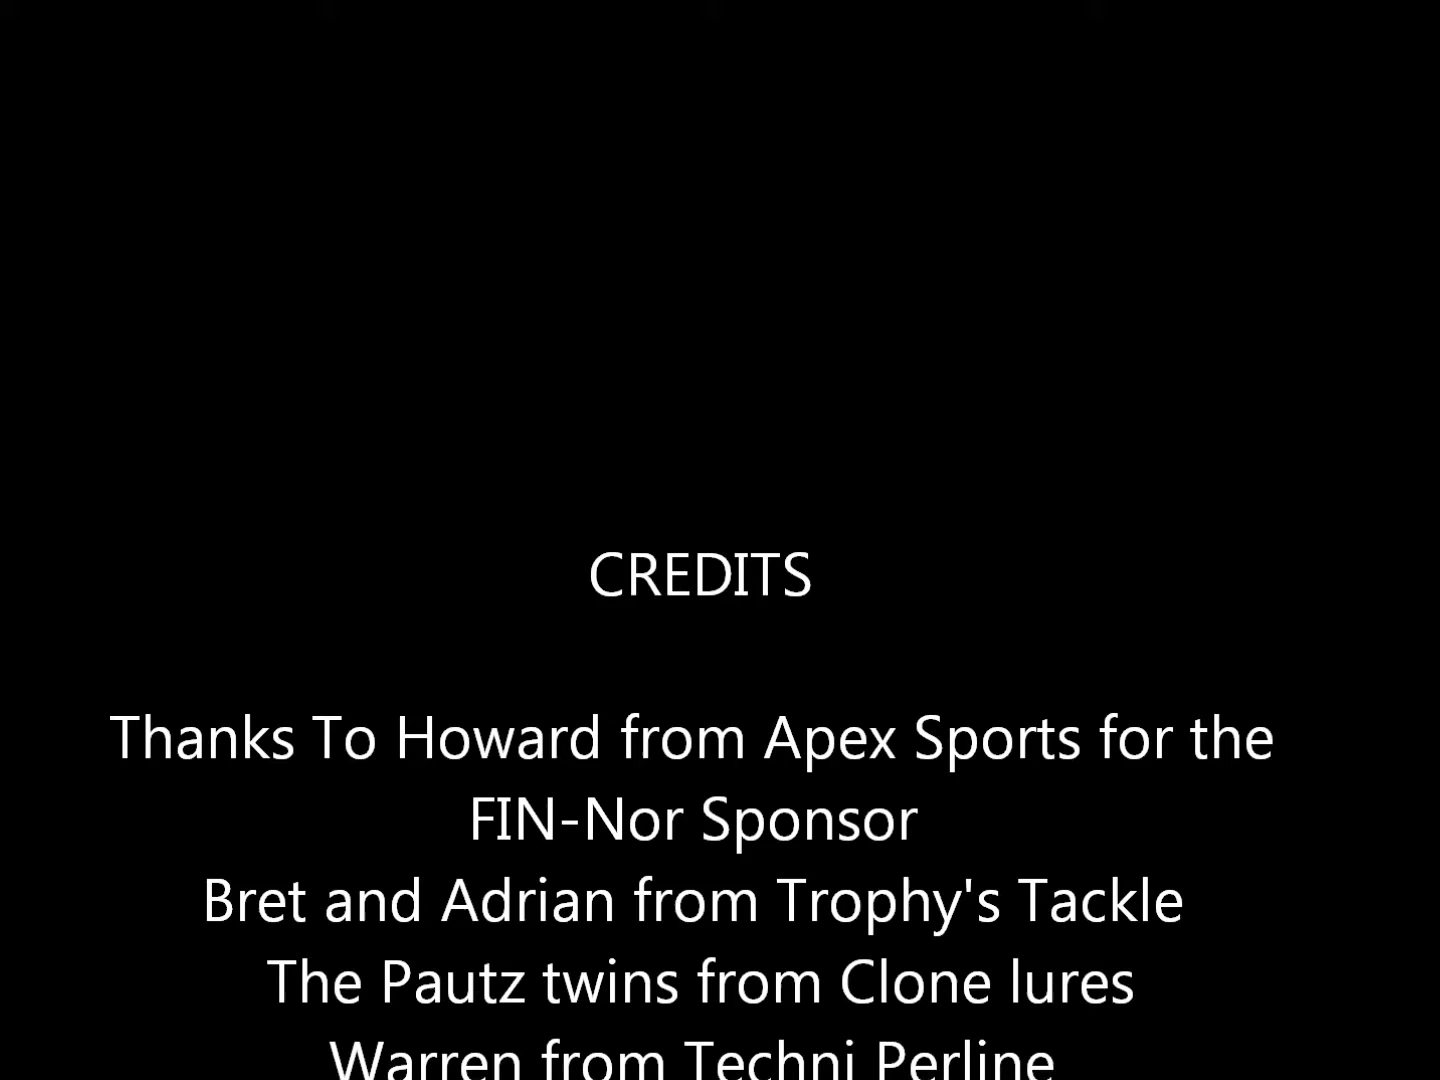 CREDITS
Thanks To Howard from Apex Sports for the
FIN-Nor Sponsor
Bret and Adrian from Trophy's Tackle
The Pautz twins from Clone lures
Warren from Techni Perline